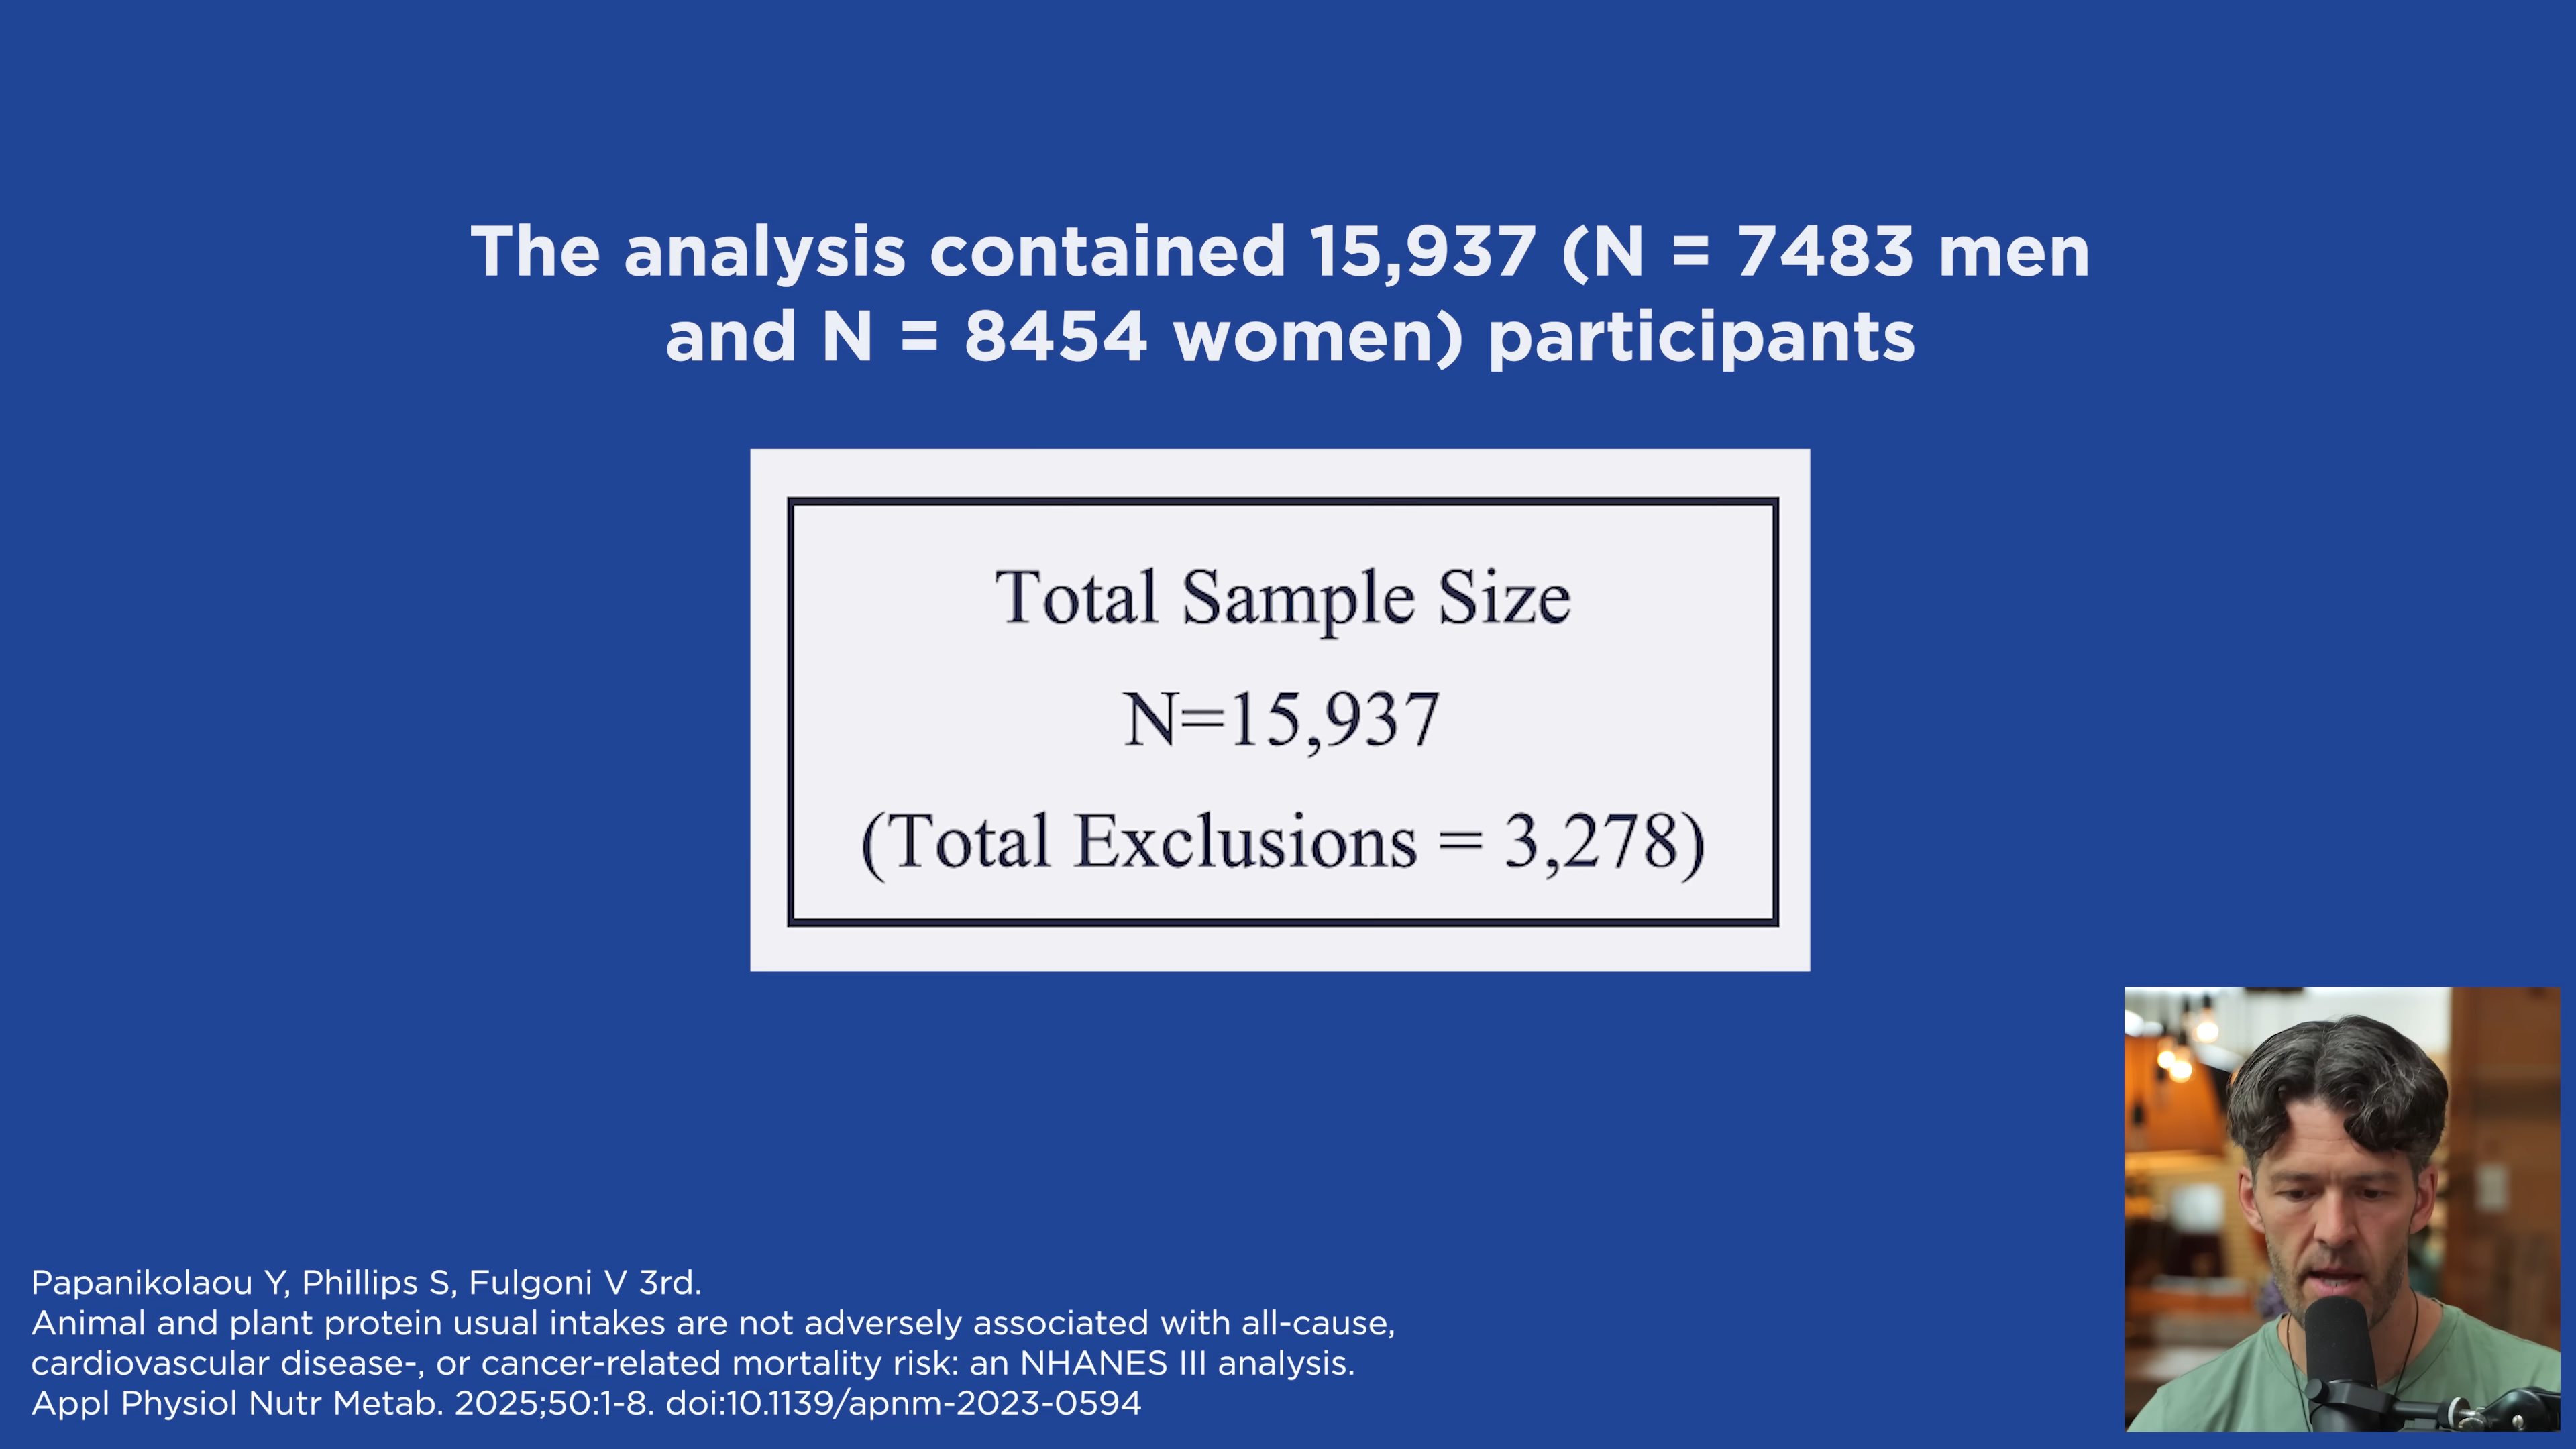 The analysis contained 15,937 (N = 7483 men
and N = 8454 women) participants
Total Sample Size
N=15,937
(Total Exclusions = 3,278)
Papanikolaou Y, Phillips S, Fulgoni V 3rd.
Animal and plant protein usual intakes are not adversely associated with all-cause,
cardiovascular disease-, or cancer-related mortality risk: an NHANES III analysis.
Appl Physiol Nutr Metab. 2025;50:1-8. doi:10.1139/apnm-2023-0594